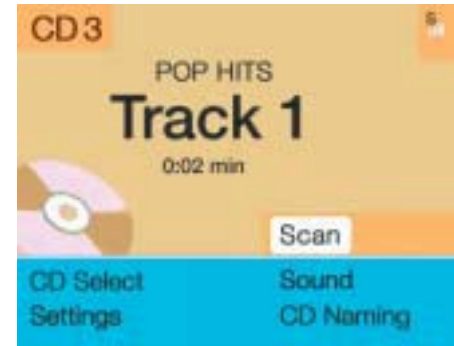 CD 3
S
POP HITS
Track 1
0:02 min
Scan
CD Select Sound
Settings CD Naming